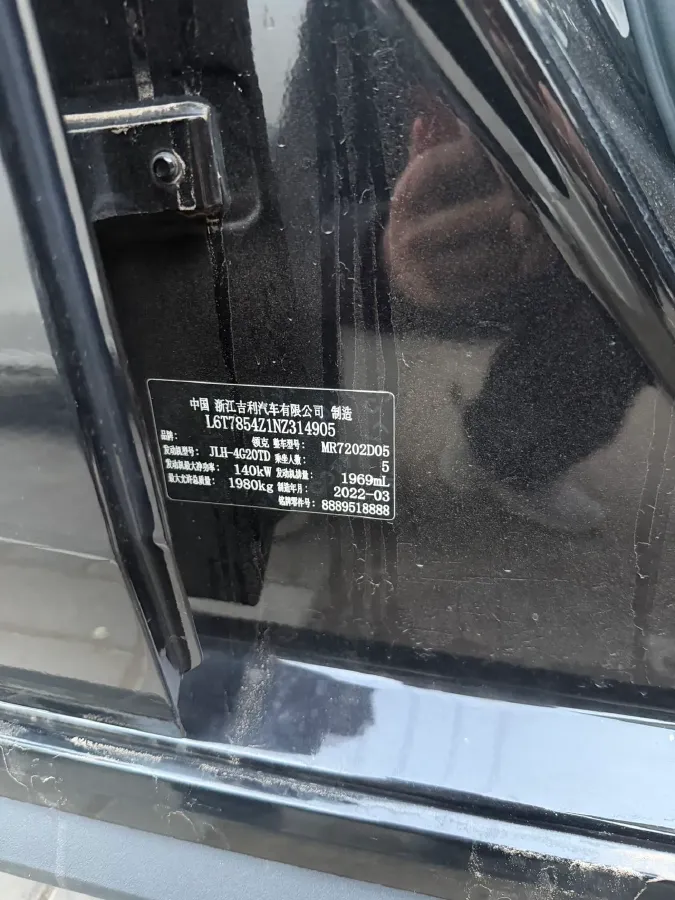 中国 浙江吉利汽车有限公司 制造
L6T7854Z1NZ314905
品牌： 领克 整车型号： MR7202D05
发动机型号： JLH-4G20TD 乘坐人数： 5
发动机最大净功率： 140kW 发动机排量： 1969mL
最大允许总质量： 1980kg 制造年月： 2022-03
铭牌零件号： 8889518888